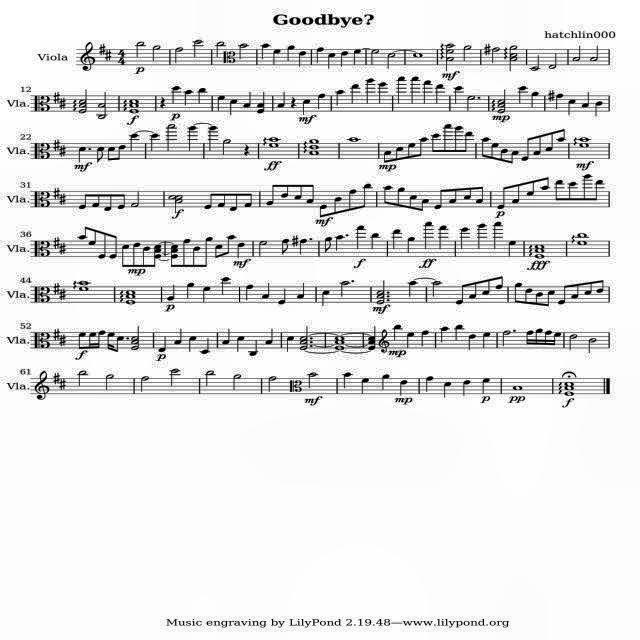 Goodbye?
hatchlin000
Viola
p
mf
12
Vla.
f
p
mf
mp
22
Vla.
mf
ff
mp
mf
31
Vla.
f
mf
p
36
Vla.
mp
mf
f
ff
fff
44
Vla.
p
mf
52
Vla.
f
p
mp
61
Vla.
mf
mp
p
pp
f
Music engraving by LilyPond 2.19.48—www.lilypond.org